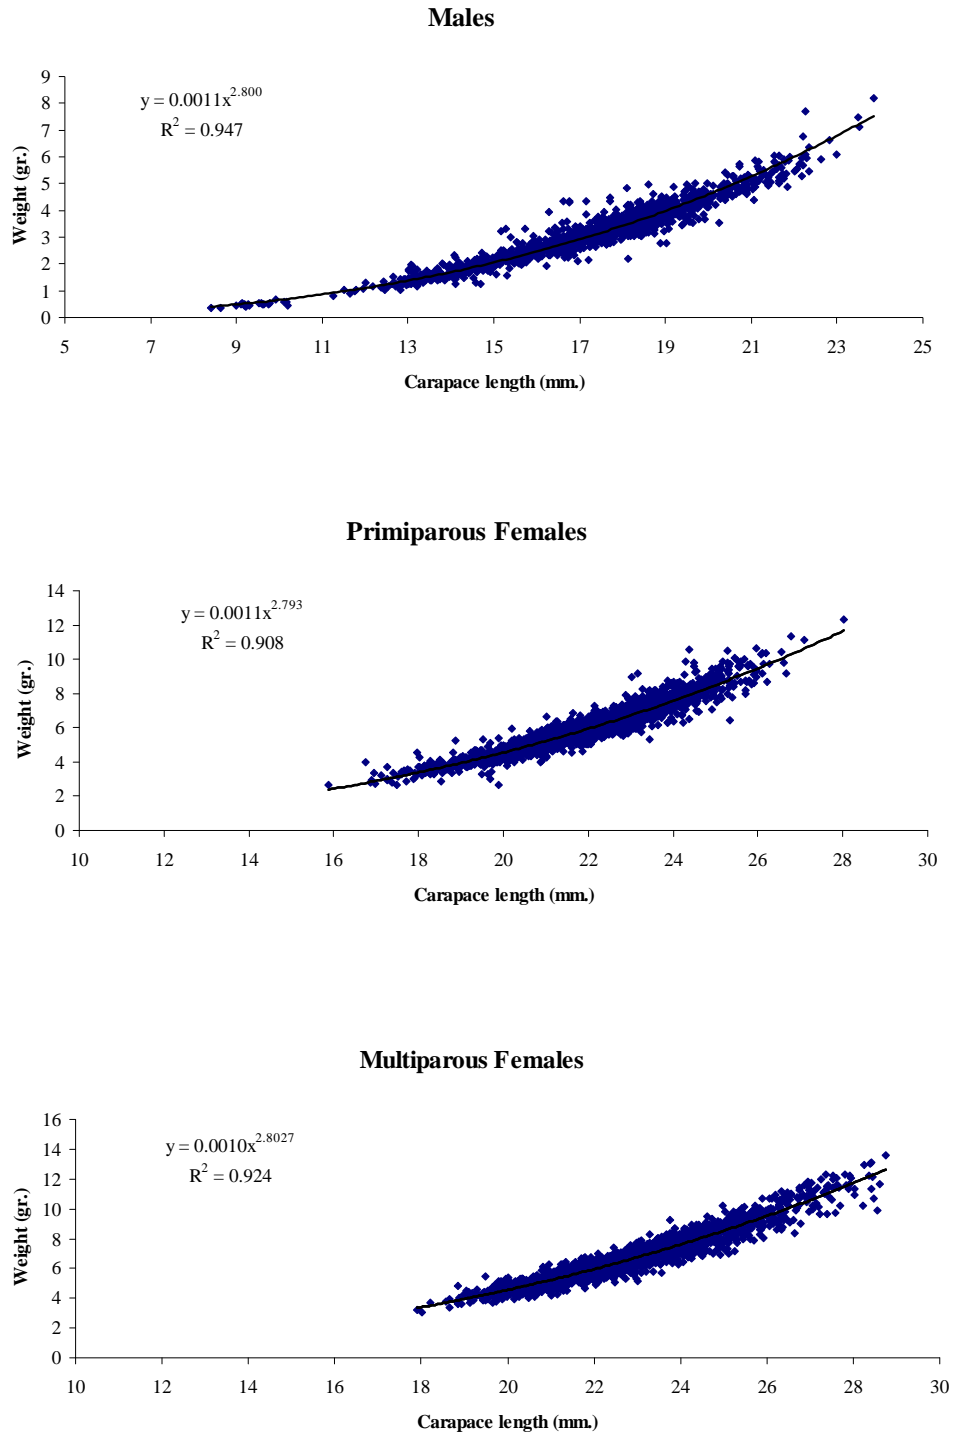 Males
9
8
7
6
5
4
3
2
1
0
Weight (gr.)
y = 0.0011x^2.800
R^2 = 0.947
5 7 9 11 13 15 17 19 21 23 25
Carapace length (mm.)
Primiparous Females
14
12
10
8
6
4
2
0
Weight (gr.)
y = 0.0011x^2.793
R^2 = 0.908
10 12 14 16 18 20 22 24 26 28 30
Carapace length (mm.)
Multiparous Females
16
14
12
10
8
6
4
2
0
Weight (gr.)
y = 0.0010x^2.8027
R^2 = 0.924
10 12 14 16 18 20 22 24 26 28 30
Carapace length (mm.)